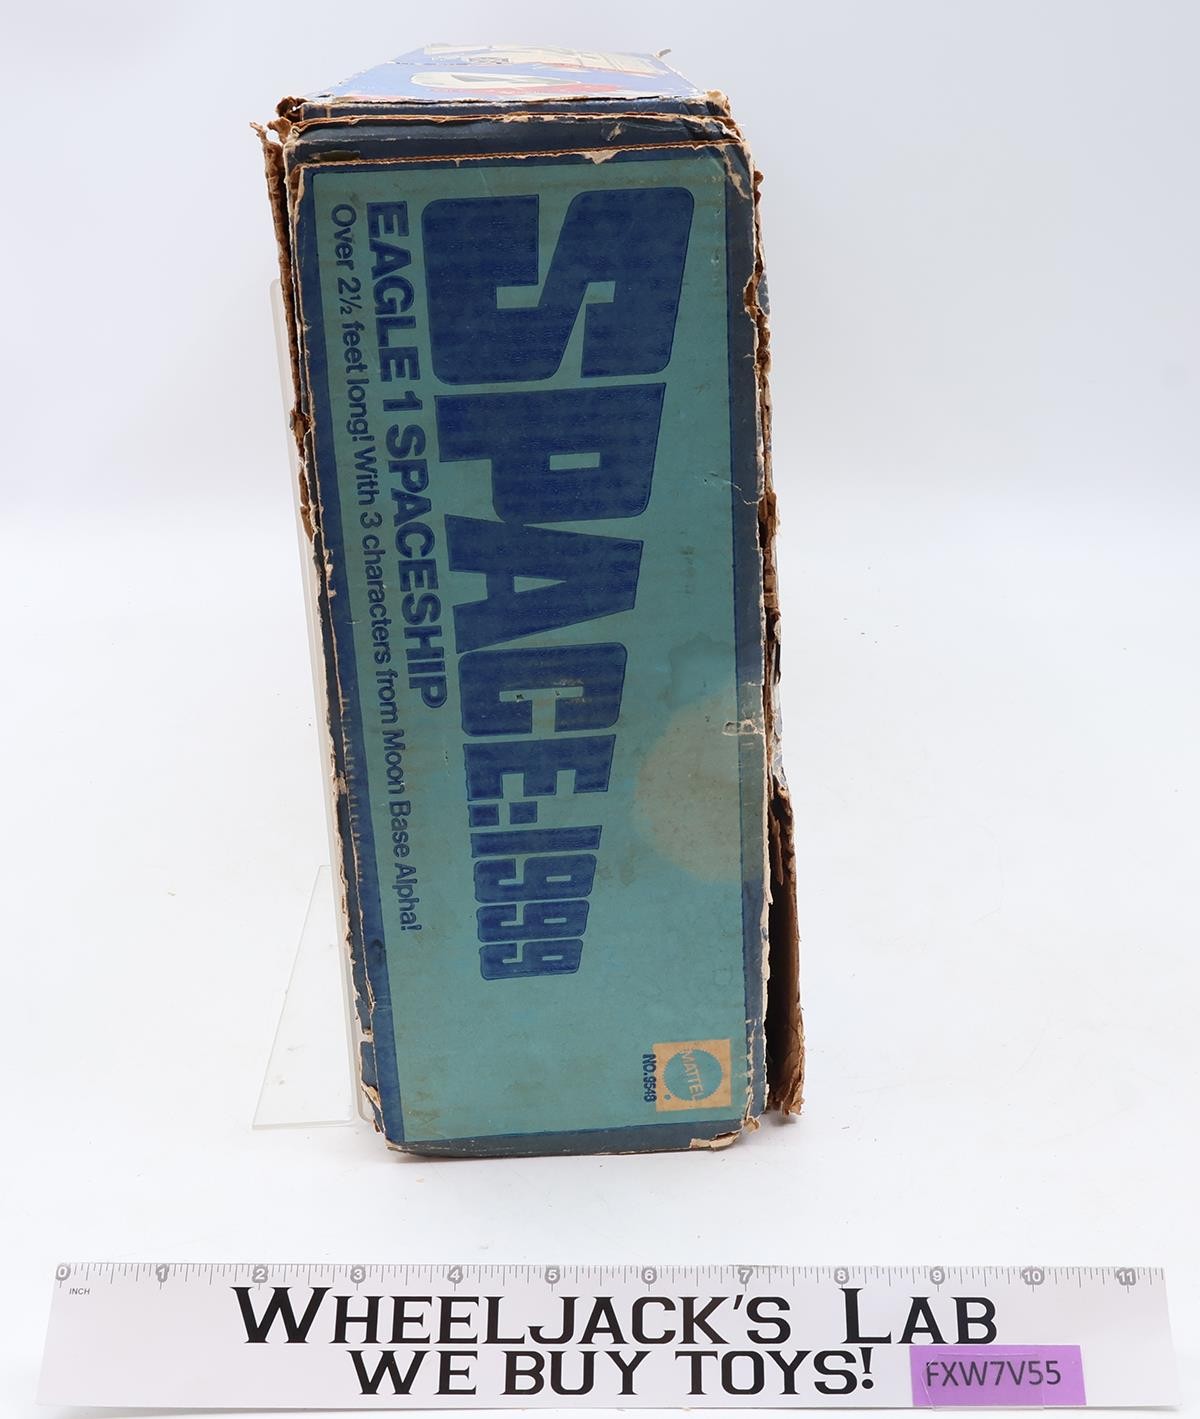 SPACE:1999
EAGLE 1 SPACESHIP
Over 2½ feet long! With 3 characters from Moon Base Alpha!
MATTEL
NO. 9548
0 1 2 3 4 5 6 7 8 9 10 11
INCH
WHEELJACK'S LAB
WE BUY TOYS!
FXW7V55